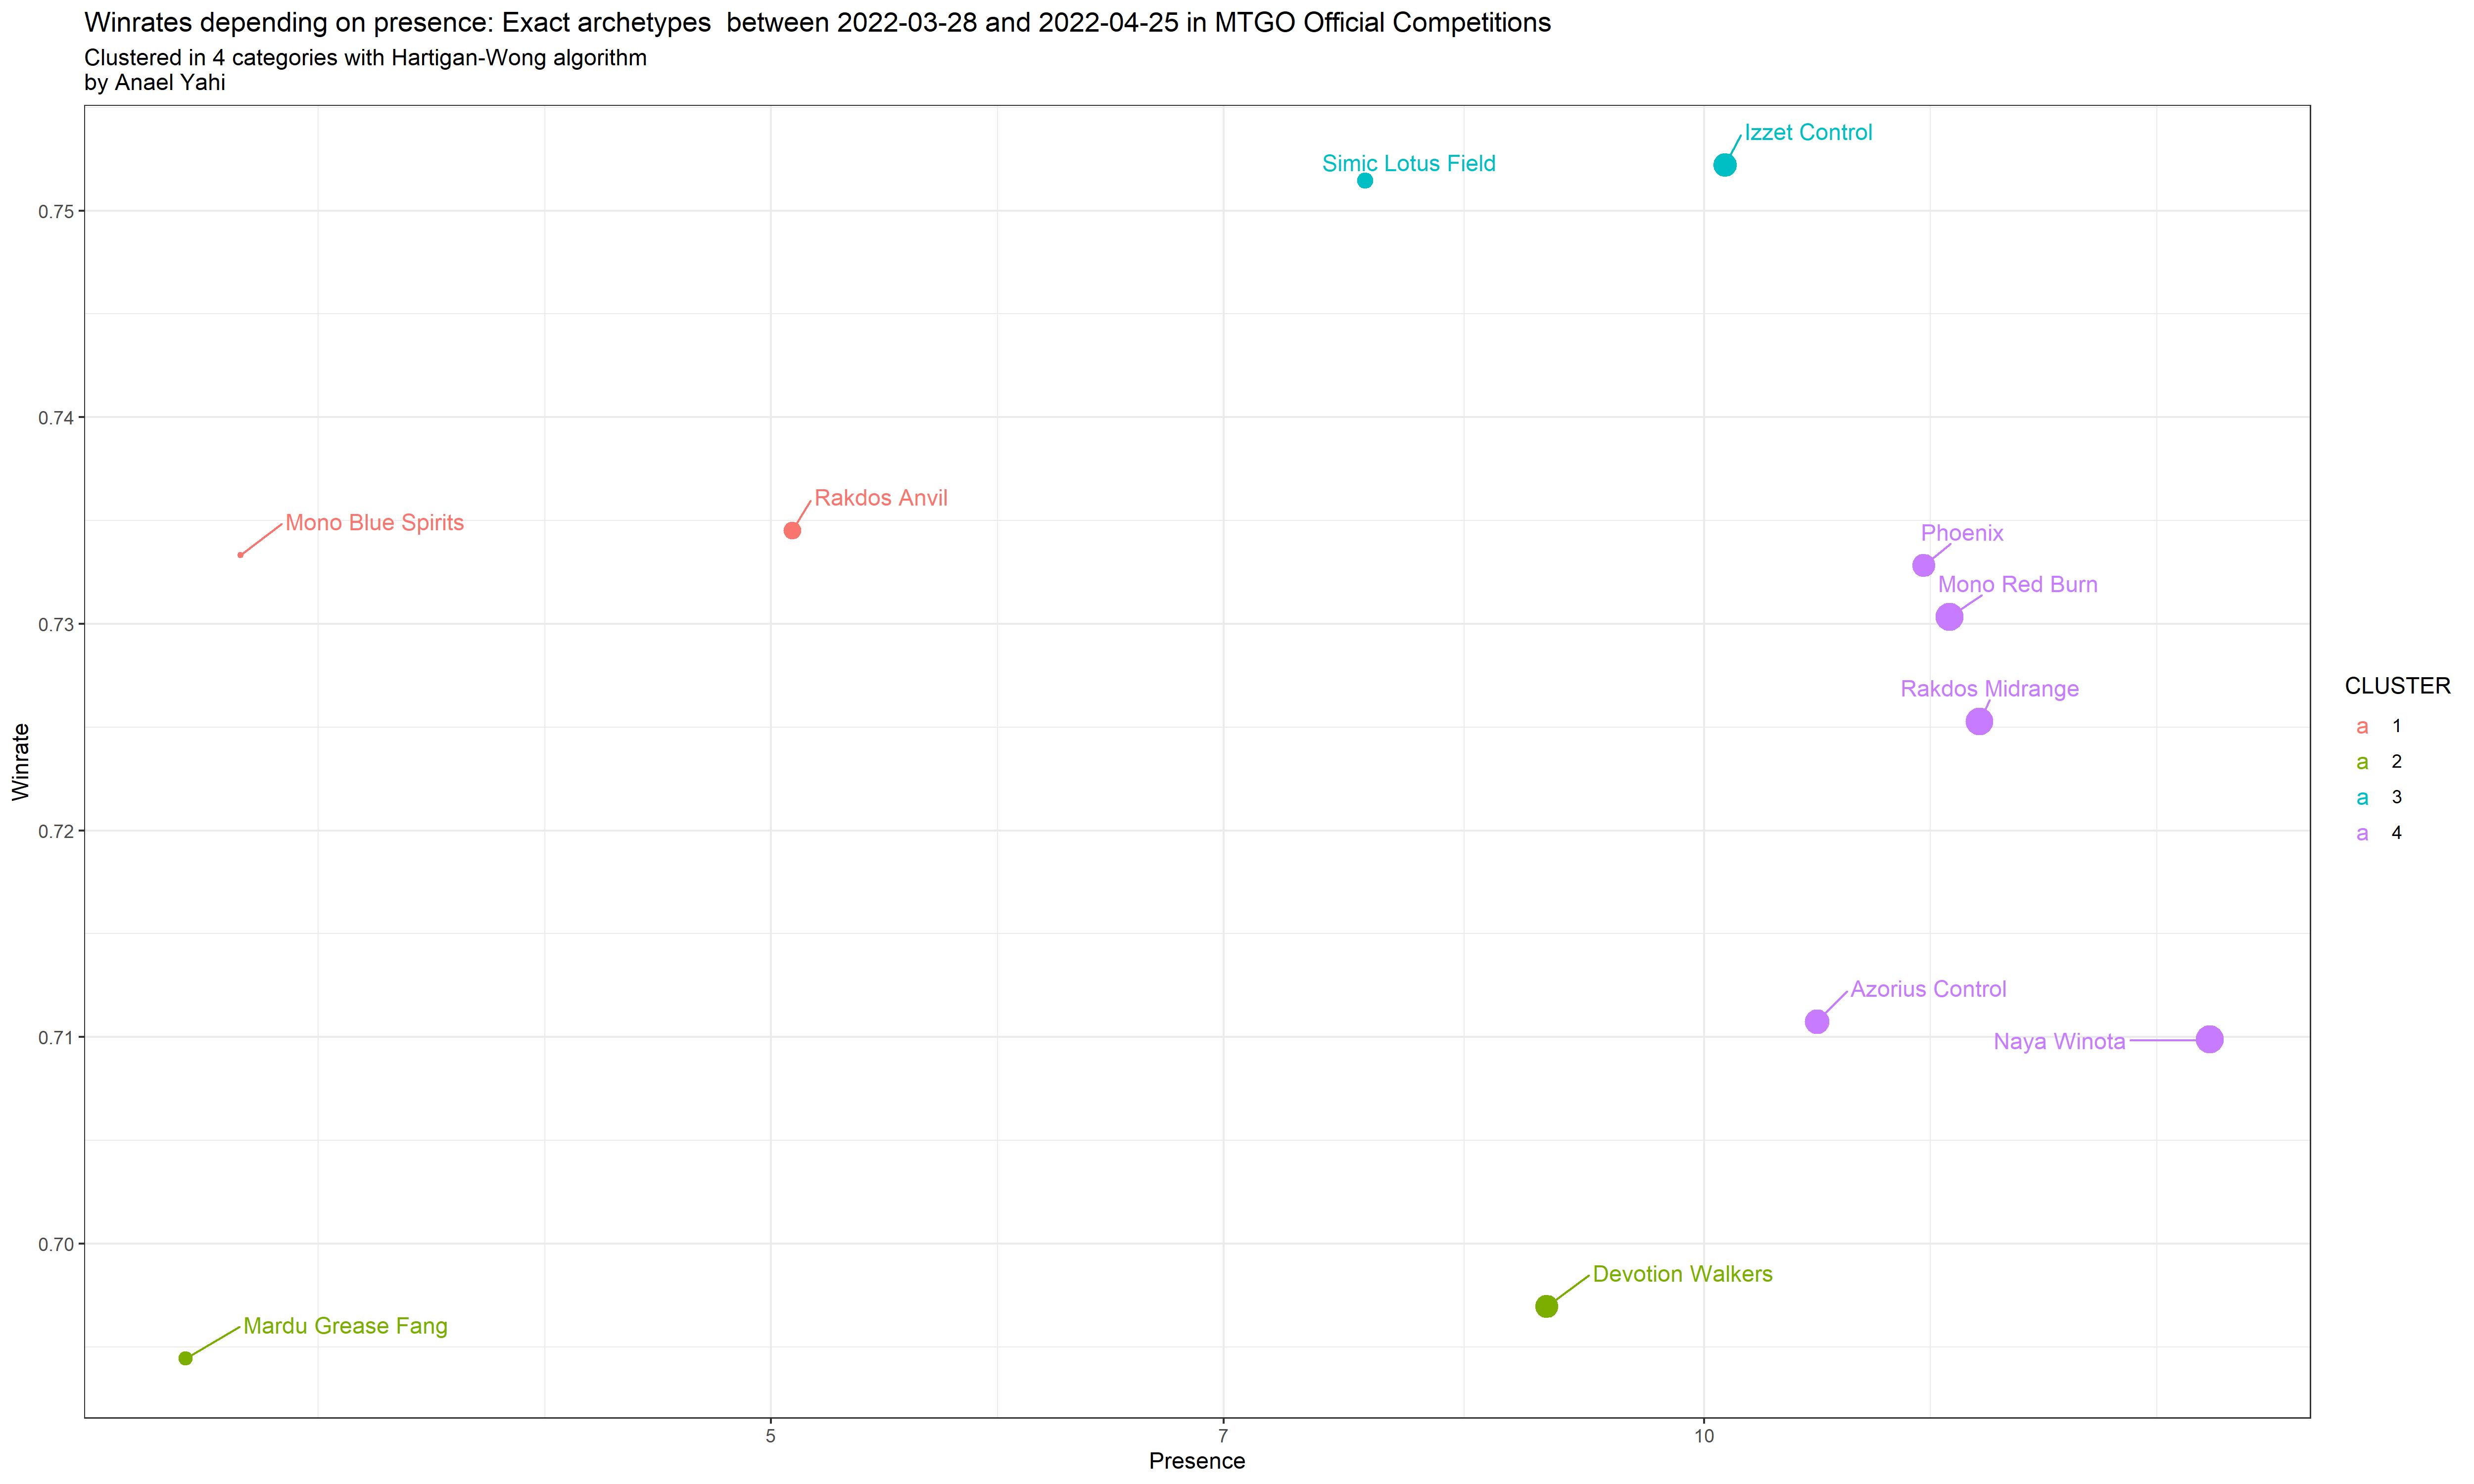 Winrates depending on presence: Exact archetypes  between 2022-03-28 and 2022-04-25 in MTGO Official Competitions
Clustered in 4 categories with Hartigan-Wong algorithm
by Anael Yahi
Izzet Control
Simic Lotus Field
0.75
0.74
Rakdos Anvil
Mono Blue Spirits
Phoenix
Mono Red Burn
0.73
Rakdos Midrange
CLUSTER
a 1
a 2
a 3
a 4
Winrate
0.72
Azorius Control
0.71
Naya Winota
0.70
Devotion Walkers
Mardu Grease Fang
5
7
10
Presence